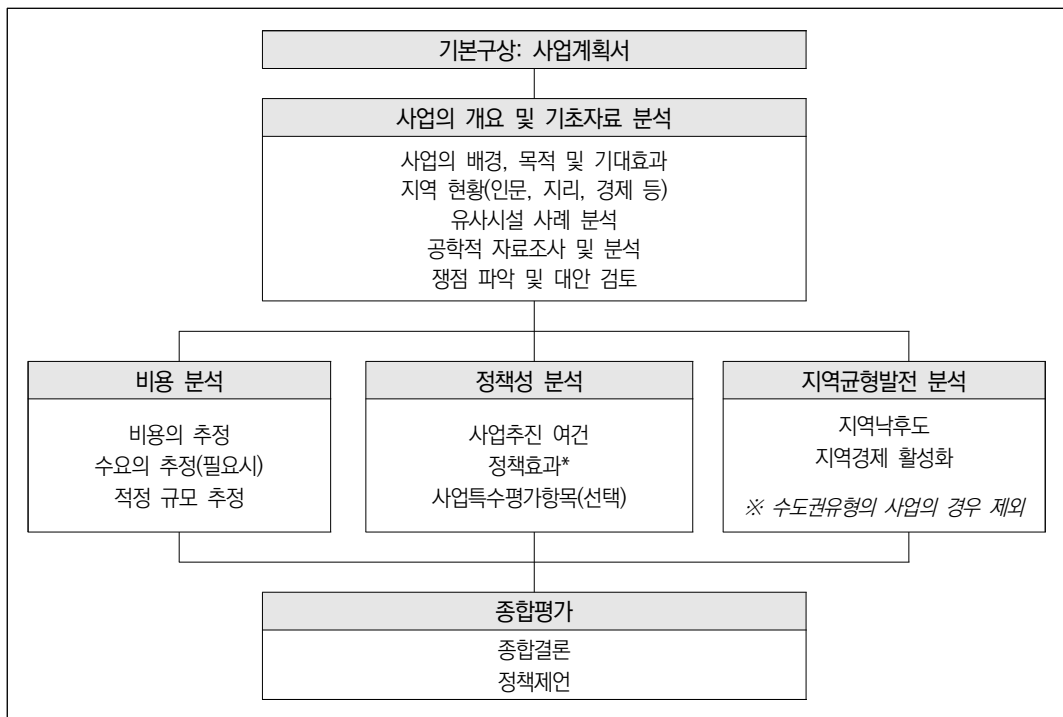 기본구상: 사업계획서
사업의 개요 및 기초자료 분석
사업의 배경, 목적 및 기대효과
지역 현황(인문, 지리, 경제 등)
유사시설 사례 분석
공학적 자료조사 및 분석
쟁점 파악 및 대안 검토
비용 분석
비용의 추정
수요의 추정(필요시)
적정 규모 추정
정책성 분석
사업추진 여건
정책효과*
사업특수평가항목(선택)
지역균형발전 분석
지역낙후도
지역경제 활성화
※ 수도권유형의 사업의 경우 제외
종합평가
종합결론
정책제언